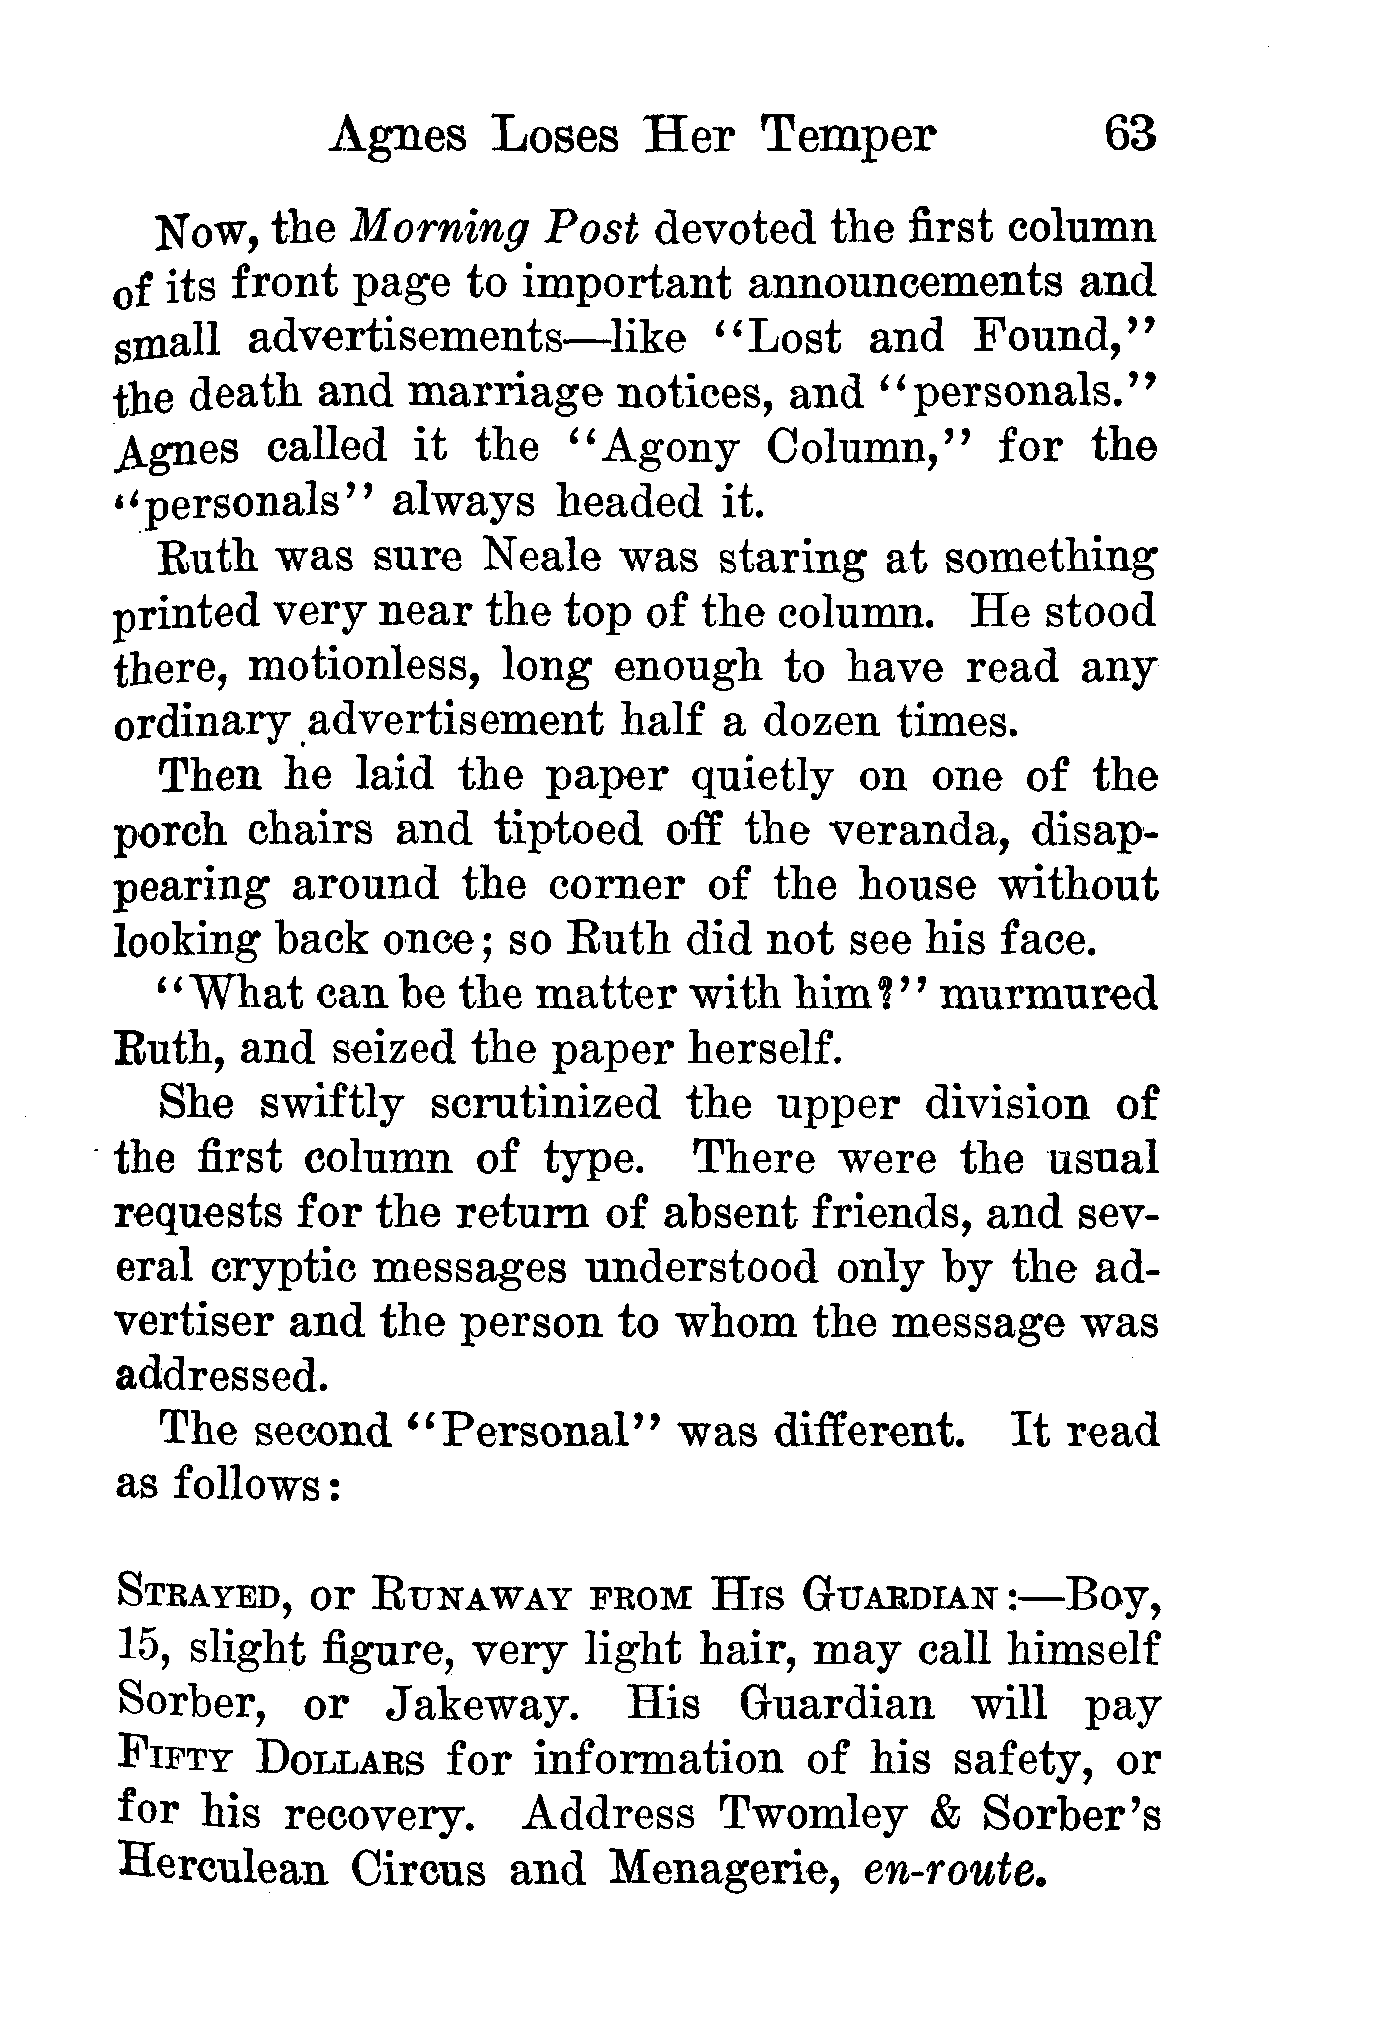 Agnes Loses Her Temper 63
Now, the Morning Post devoted the first column
of its front page to important announcements and
small advertisements—like "Lost and Found,"
the death and marriage notices, and "personals."
Agnes called it the "Agony Column," for the
"personals" always headed it.
Ruth was sure Neale was staring at something
printed very near the top of the column. He stood
there, motionless, long enough to have read any
ordinary advertisement half a dozen times.
Then he laid the paper quietly on one of the
porch chairs and tiptoed off the veranda, disap-
pearing around the corner of the house without
looking back once; so Ruth did not see his face.
"What can be the matter with him?" murmured
Ruth, and seized the paper herself.
She swiftly scrutinized the upper division of
the first column of type. There were the usual
requests for the return of absent friends, and sev-
eral cryptic messages understood only by the ad-
vertiser and the person to whom the message was
addressed.
The second "Personal" was different. It read
as follows:
STRAYED, or RUNAWAY FROM HIS GUARDIAN:—Boy,
15, slight figure, very light hair, may call himself
Sorber, or Jakeway. His Guardian will pay
FIFTY DOLLARS for information of his safety, or
for his recovery. Address Twomley & Sorber's
Herculean Circus and Menagerie, en-route.